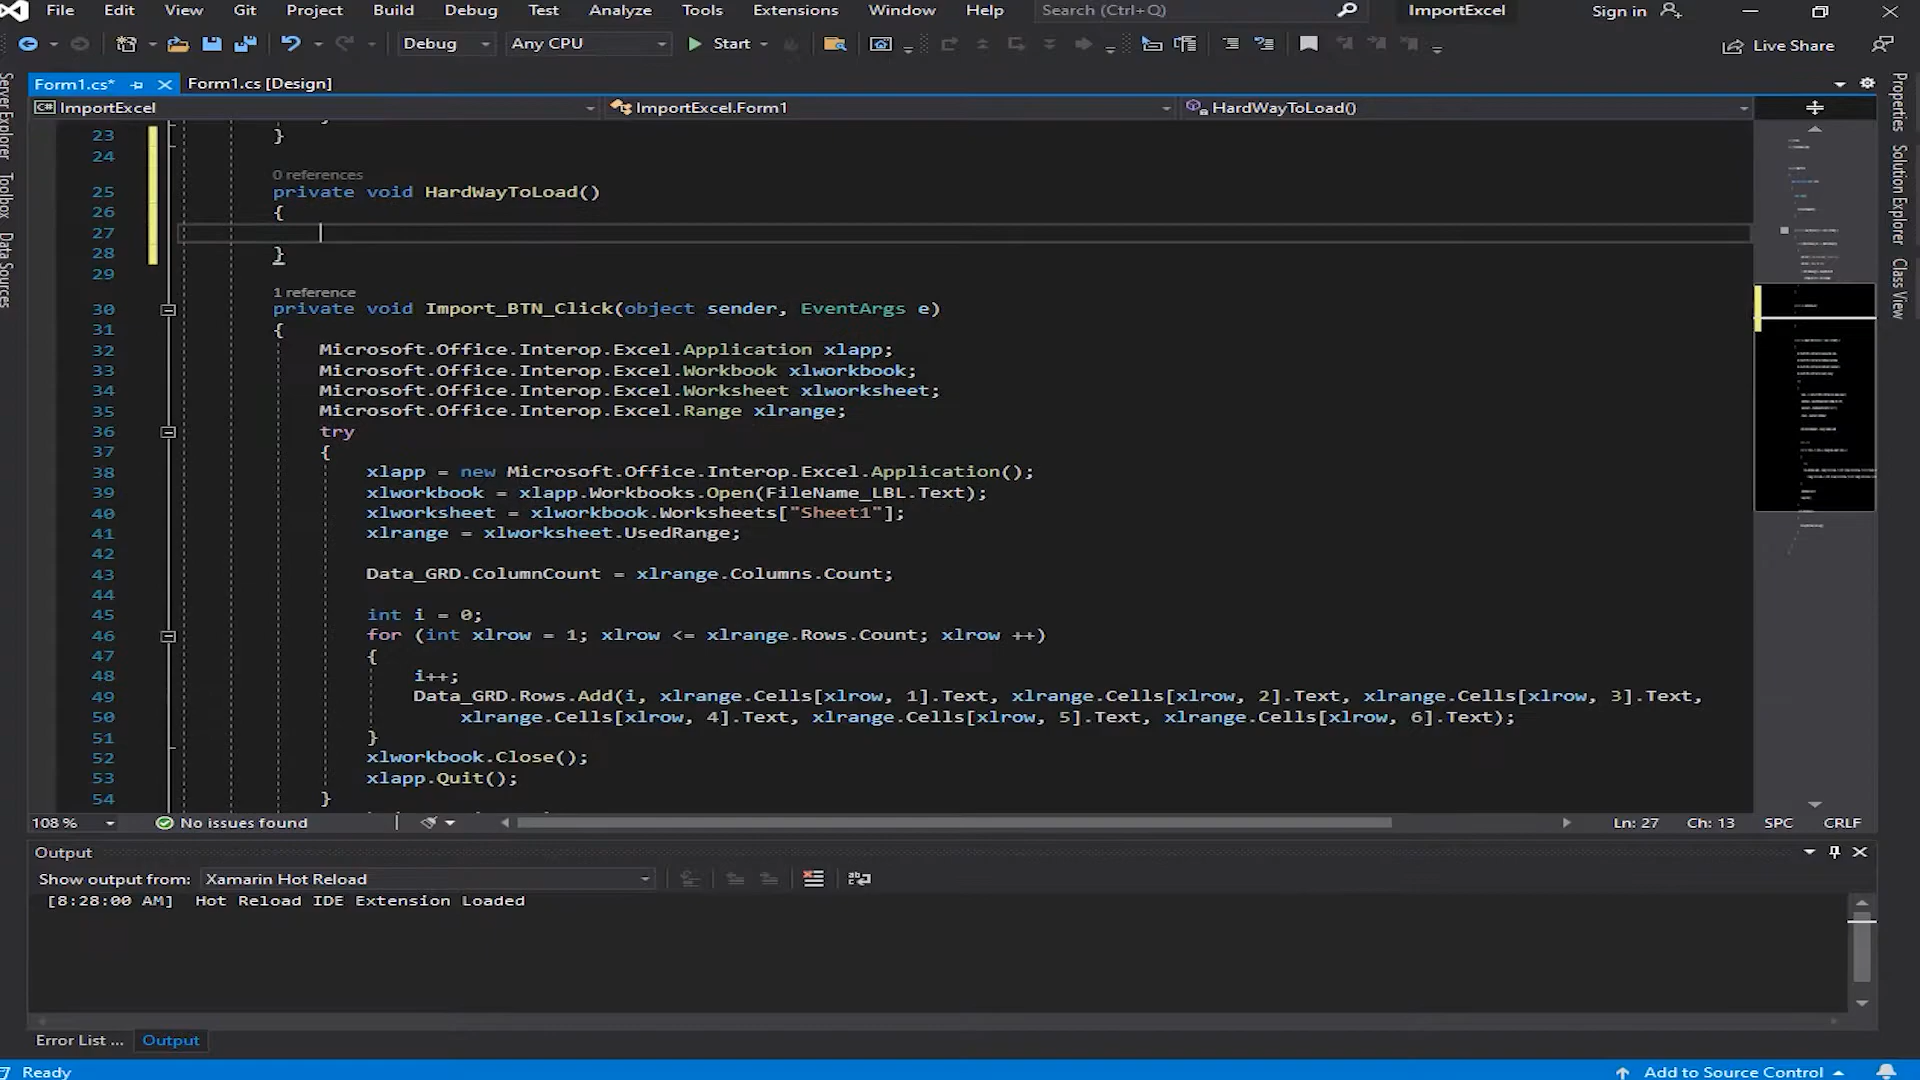 File Edit View Git Project Build Debug Test Analyze Tools Extensions Window Help Search (Ctrl+Q) ImportExcel Sign in
Debug Any CPU Start Live Share
Form1.cs* Form1.cs [Design]
C# ImportExcel ImportExcel.Form1 HardWayToLoad()
Server Explorer
Toolbox
Data Sources
Properties
Solution Explorer
Class View
23 }
24
0 references
25 private void HardWayToLoad()
26 {
27
28 }
29
1 reference
30 private void Import_BTN_Click(object sender, EventArgs e)
31 {
32 Microsoft.Office.Interop.Excel.Application xlapp;
33 Microsoft.Office.Interop.Excel.Workbook xlworkbook;
34 Microsoft.Office.Interop.Excel.Worksheet xlworksheet;
35 Microsoft.Office.Interop.Excel.Range xlrange;
36 try
37 {
38 xlapp = new Microsoft.Office.Interop.Excel.Application();
39 xlworkbook = xlapp.Workbooks.Open(FileName_LBL.Text);
40 xlworksheet = xlworkbook.Worksheets["Sheet1"];
41 xlrange = xlworksheet.UsedRange;
42
43 Data_GRD.ColumnCount = xlrange.Columns.Count;
44
45 int i = 0;
46 for (int xlrow = 1; xlrow <= xlrange.Rows.Count; xlrow ++)
47 {
48 i++;
49 Data_GRD.Rows.Add(i, xlrange.Cells[xlrow, 1].Text, xlrange.Cells[xlrow, 2].Text, xlrange.Cells[xlrow, 3].Text,
50 xlrange.Cells[xlrow, 4].Text, xlrange.Cells[xlrow, 5].Text, xlrange.Cells[xlrow, 6].Text);
51 }
52 xlworkbook.Close();
53 xlapp.Quit();
54 }
108 % No issues found Ln: 27 Ch: 13 SPC CRLF
Output
Show output from: Xamarin Hot Reload
[8:28:00 AM] Hot Reload IDE Extension Loaded
Error List ... Output
Ready Add to Source Control